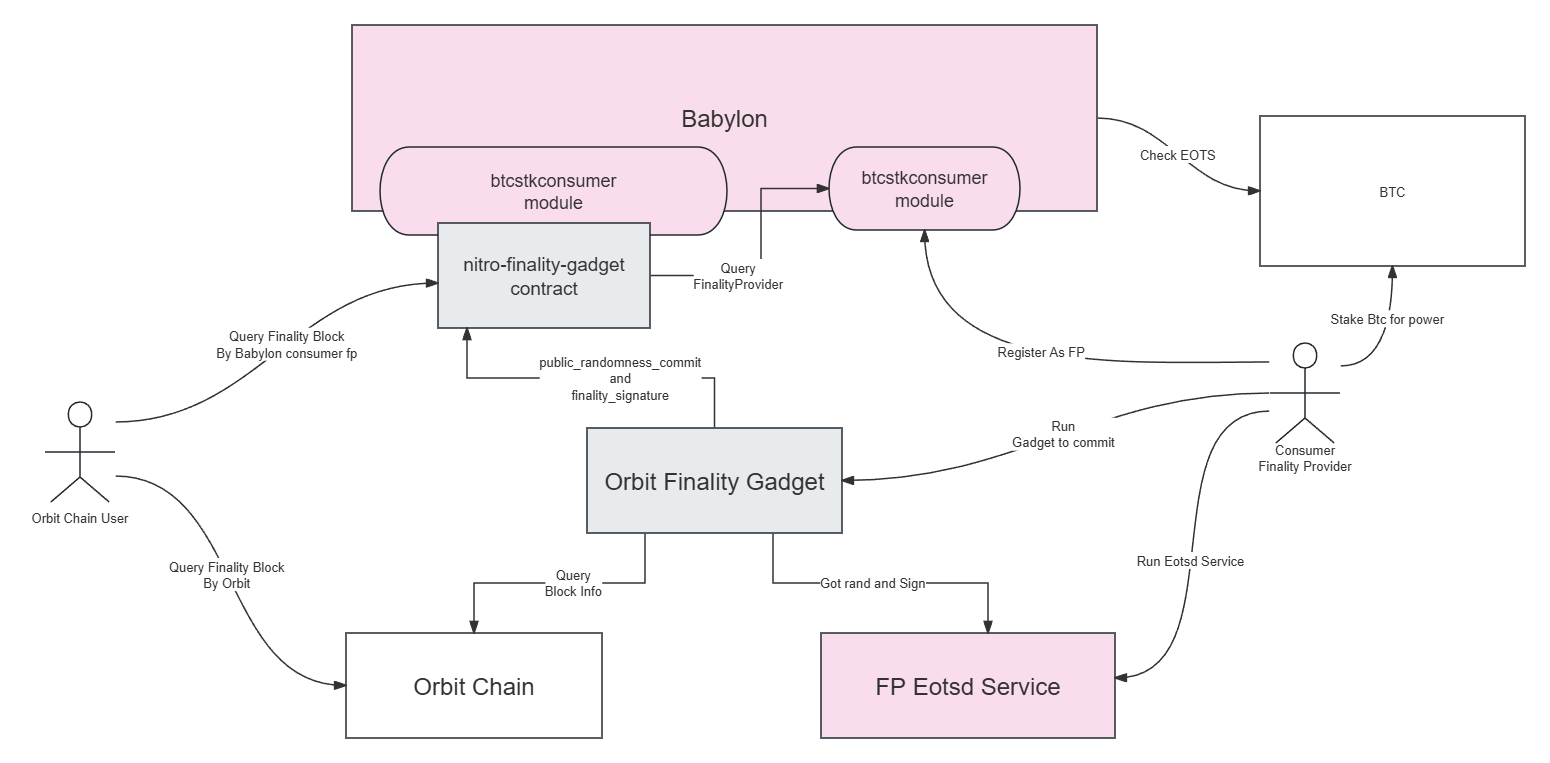 Babylon
btcstkconsumer
module
btcstkconsumer
module
Check EOTS
BTC
nitro-finality-gadget
contract
Query
FinalityProvider
Query Finality Block
By Babylon consumer fp
public_randomness_commit
and
finality_signature
Register As FP
Stake Btc for power
Run
Gadget to commit
Consumer
Finality Provider
Orbit Finality Gadget
Orbit Chain User
Query Finality Block
By Orbit
Query
Block Info
Got rand and Sign
Run Eotsd Service
Orbit Chain
FP Eotsd Service